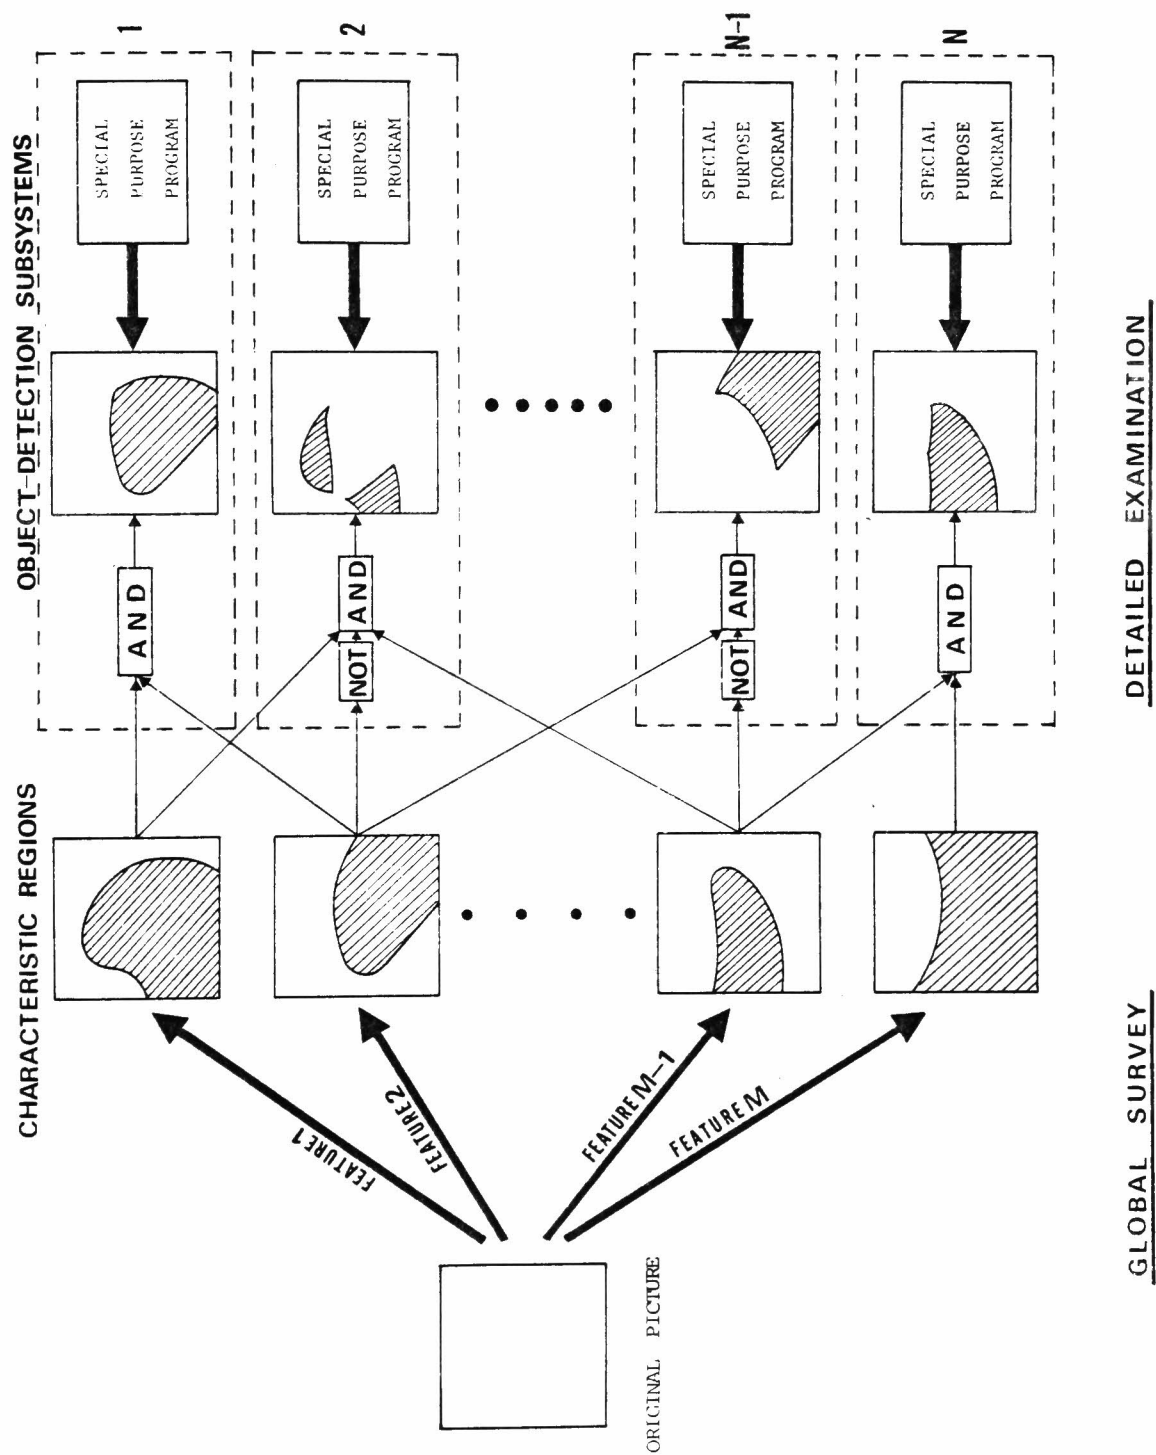 OBJECT-DETECTION SUBSYSTEMS
CHARACTERISTIC REGIONS
1
2
N-1
N
SPECIAL
PURPOSE
PROGRAM
SPECIAL
PURPOSE
PROGRAM
SPECIAL
PURPOSE
PROGRAM
SPECIAL
PURPOSE
PROGRAM
AND
NOT AND
NOT AND
AND
FEATURE 1
FEATURE 2
FEATURE M-1
FEATURE M
ORIGINAL PICTURE
GLOBAL SURVEY
DETAILED EXAMINATION